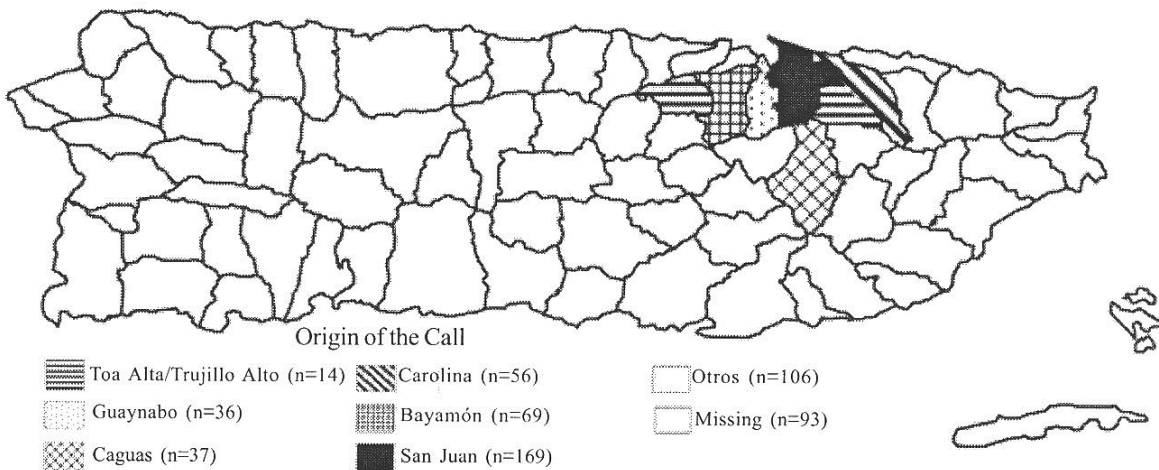 Origin of the Call
Toa Alta/Trujillo Alto (n=14)
Carolina (n=56)
Otros (n=106)
Guaynabo (n=36)
Bayamón (n=69)
Missing (n=93)
Caguas (n=37)
San Juan (n=169)